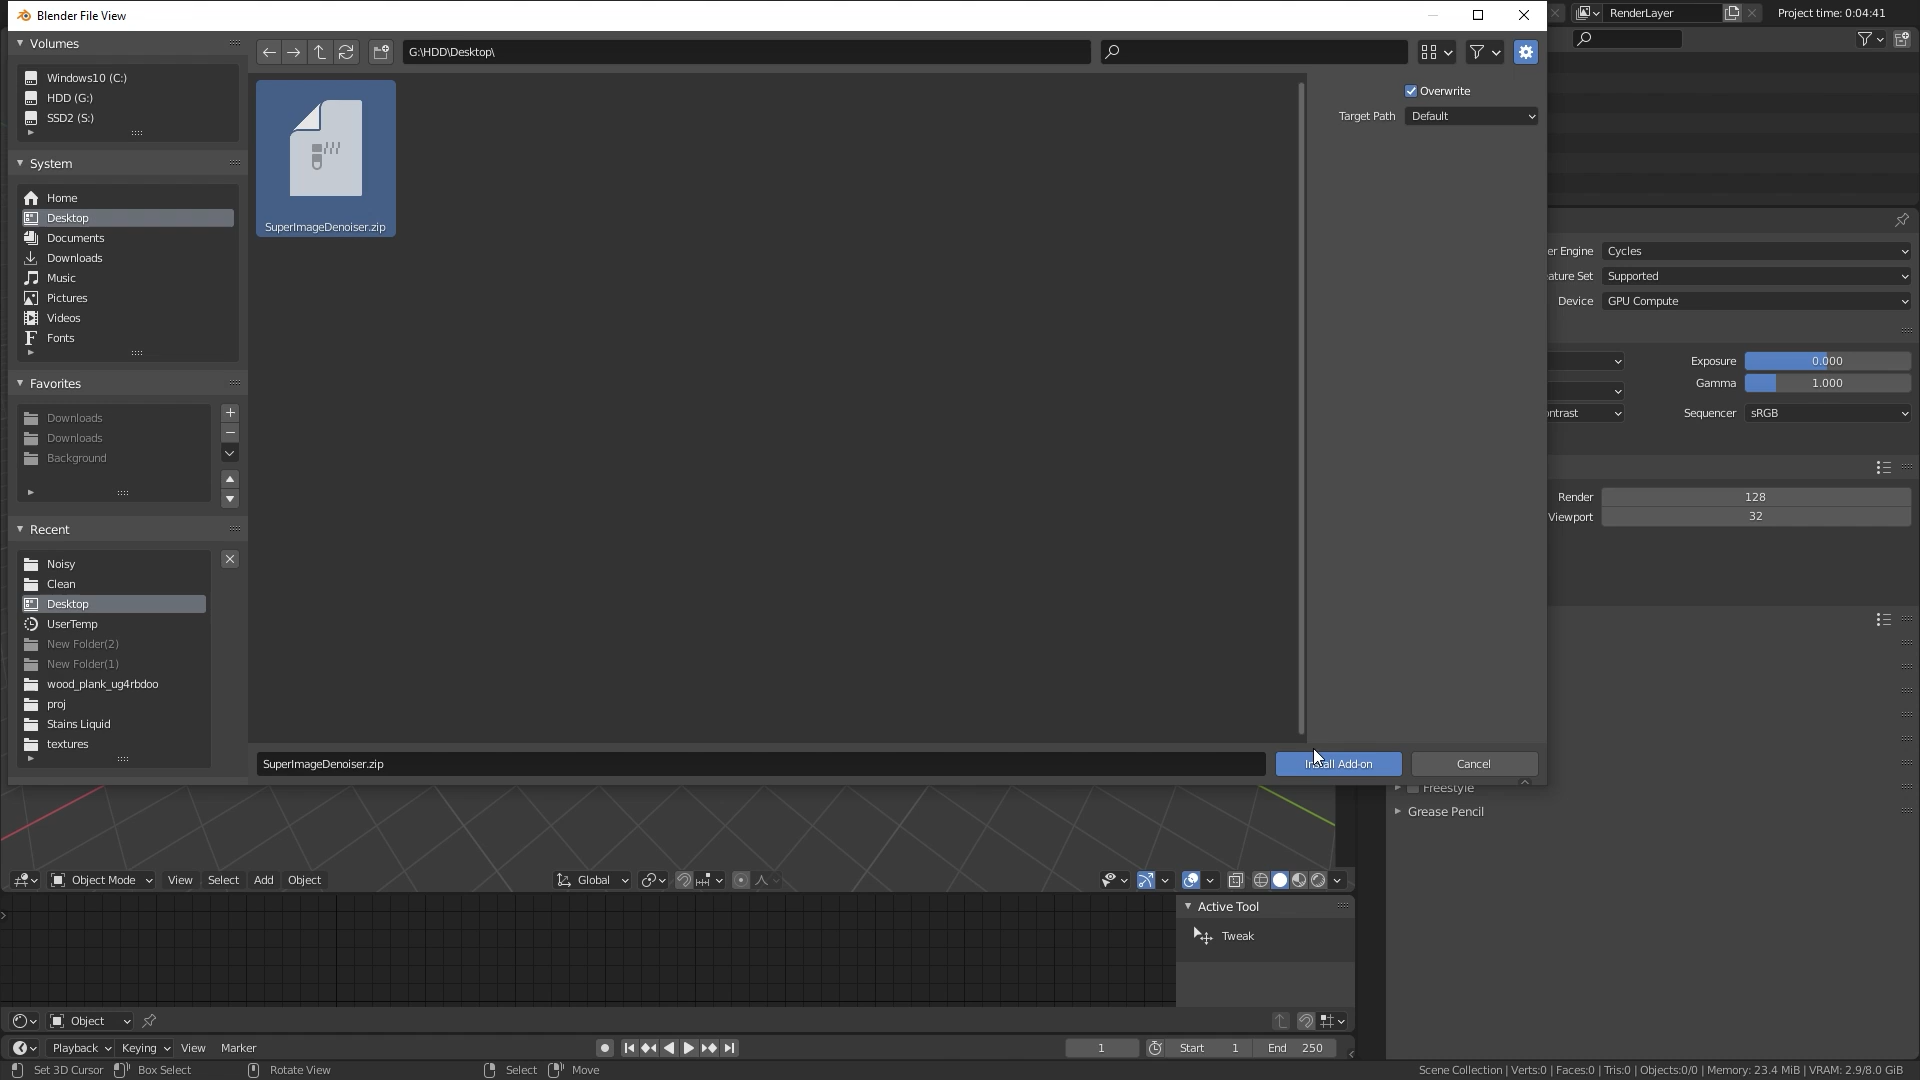 Blender File View
RenderLayer
Project time: 0:04:41
Volumes
Windows10 (C:)
HDD (G:)
SSD2 (S:)
G:\HDD\Desktop\
SuperImageDenoiser.zip
Overwrite
Target Path
Default
System
Home
Desktop
Documents
Downloads
Music
Pictures
Videos
Fonts
Favorites
Downloads
Downloads
Background
Recent
Noisy
Clean
Desktop
UserTemp
New Folder(2)
New Folder(1)
wood_plank_ug4rbdoo
proj
Stains Liquid
textures
SuperImageDenoiser.zip
Install Add-on
Cancel
er Engine
Cycles
ature Set
Supported
Device
GPU Compute
Exposure
0.000
Gamma
1.000
ontrast
Sequencer
sRGB
Render
128
Viewport
32
Freestyle
Grease Pencil
Object Mode
View
Select
Add
Object
Global
Active Tool
Tweak
Object
Playback
Keying
View
Marker
1
Start 1
End 250
Set 3D Cursor
Box Select
Rotate View
Select
Move
Scene Collection | Verts:0 | Faces:0 | Tris:0 | Objects:0/0 | Memory: 23.4 MiB | VRAM: 2.9/8.0 GiB